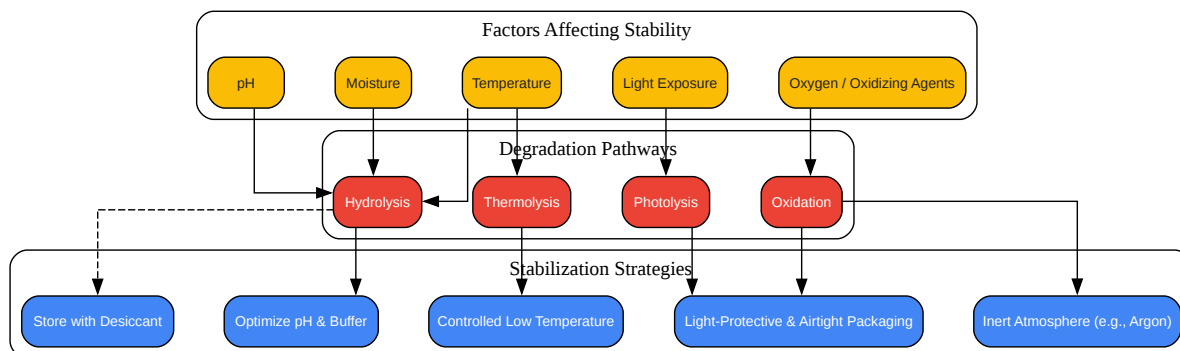 Factors Affecting Stability
pH
Moisture
Temperature
Light Exposure
Oxygen / Oxidizing Agents
Degradation Pathways
Hydrolysis
Thermolysis
Photolysis
Oxidation
Stabilization Strategies
Store with Desiccant
Optimize pH & Buffer
Controlled Low Temperature
Light-Protective & Airtight Packaging
Inert Atmosphere (e.g., Argon)